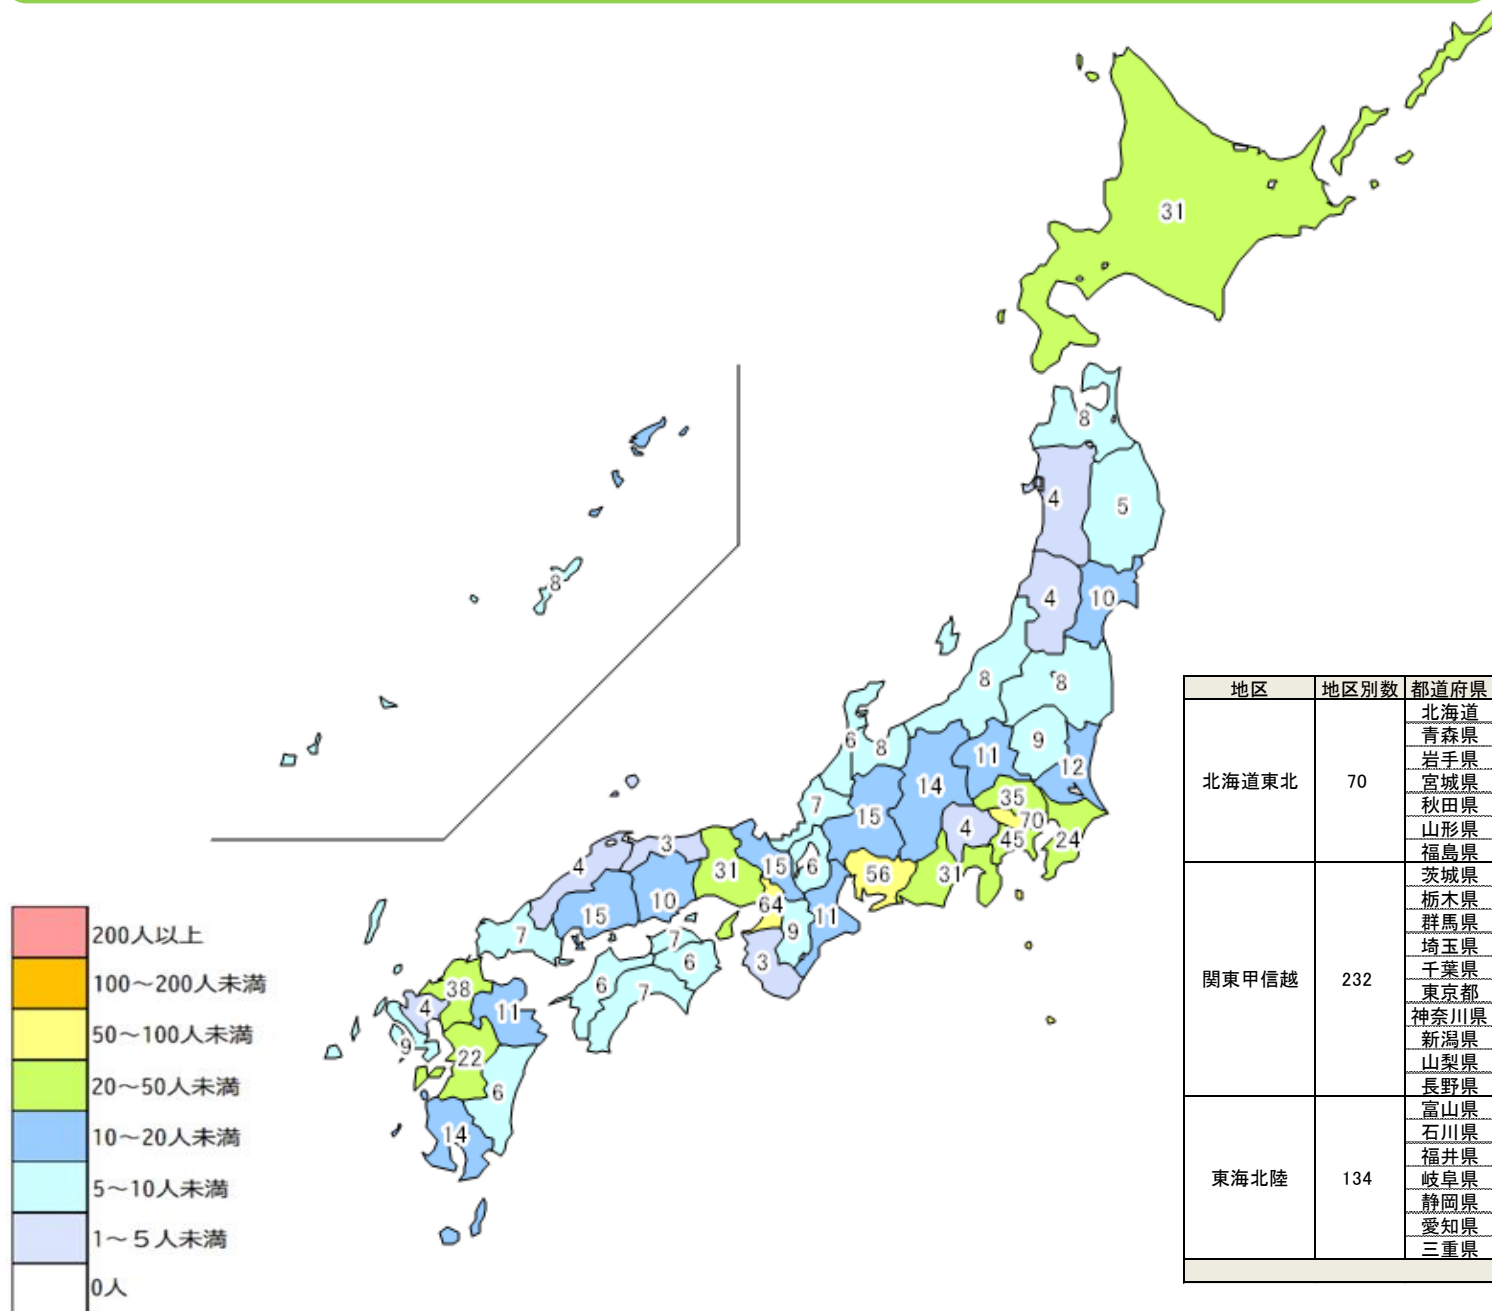 31
8
4
5
4
10
8
8
8
6
8
9
11
12
14
7
35
15
70
4
45
24
3
4
31
15
6
56
31
10
64
15
11
7
9
7
6
3
6
7
38
4
11
9
22
6
14
200人以上
100～200人未満
50～100人未満
20～50人未満
10～20人未満
5～10人未満
1～５人未満
0人
地区 地区別数 都道府県
北海道東北 70
北海道
青森県
岩手県
宮城県
秋田県
山形県
福島県
関東甲信越 232
茨城県
栃木県
群馬県
埼玉県
千葉県
東京都
神奈川県
新潟県
山梨県
長野県
東海北陸 134
富山県
石川県
福井県
岐阜県
静岡県
愛知県
三重県